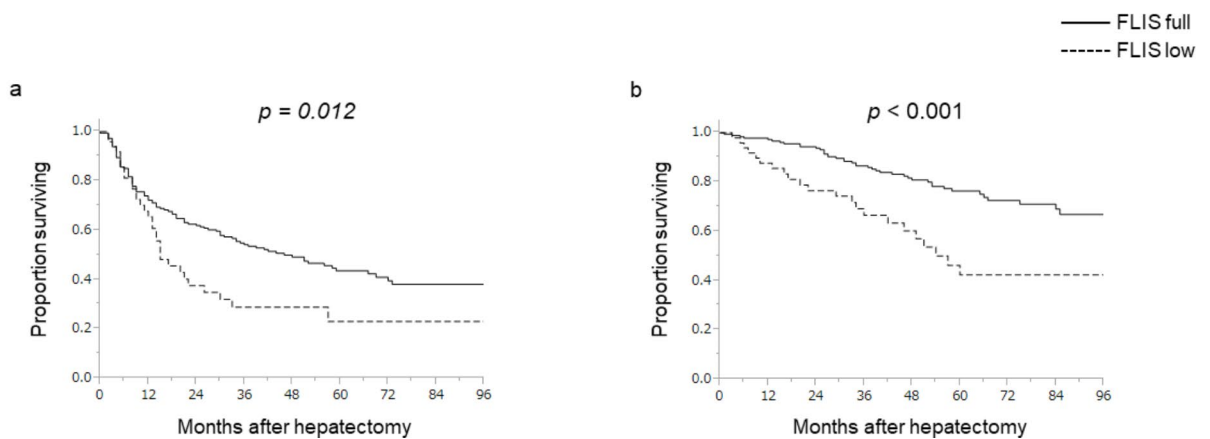 FLIS full
FLIS low
a
p = 0.012
Proportion surviving
1.0
0.8
0.6
0.4
0.2
0.0
0 12 24 36 48 60 72 84 96
Months after hepatectomy
b
p < 0.001
Proportion surviving
1.0
0.8
0.6
0.4
0.2
0.0
0 12 24 36 48 60 72 84 96
Months after hepatectomy